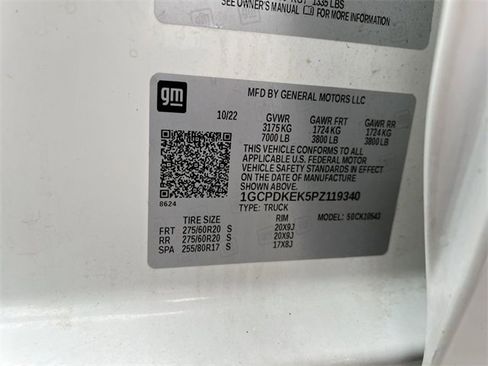 1335 LBS
SEE OWNER'S MANUAL FOR MORE INFORMATION
gm
MFD BY GENERAL MOTORS LLC
10/22 GVWR GAWR FRT GAWR RR
3175 KG 1724 KG 1724 KG
7000 LB 3800 LB 3800 LB
THIS VEHICLE CONFORMS TO ALL
APPLICABLE U.S. FEDERAL MOTOR
VEHICLE SAFETY STANDARDS IN
EFFECT ON THE DATE OF
MANUFACTURE SHOWN ABOVE.
1GCPDKEK5PZ119340
8624 TYPE: TRUCK
TIRE SIZE RIM MODEL: 50CK10543
FRT 275/60R20 S 20X9J
RR 275/60R20 S 20X9J
SPA 255/80R17 S 17X8J